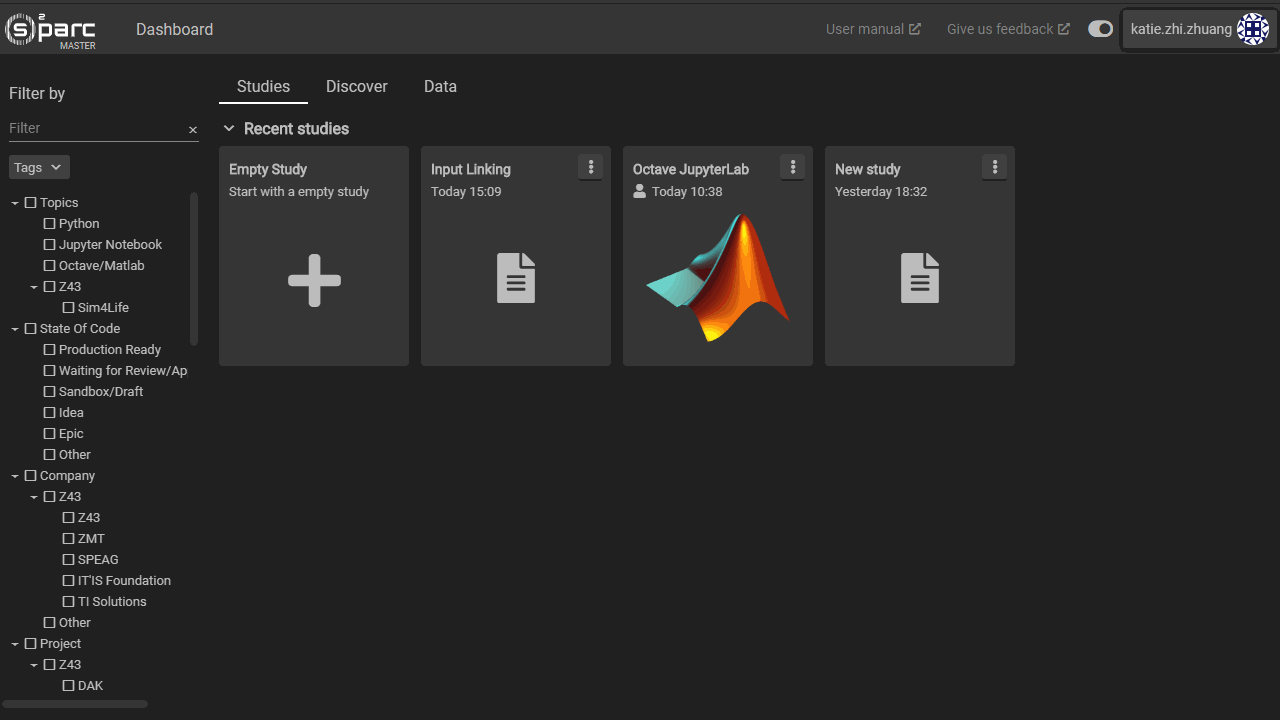 (s)²parc
MASTER
Dashboard
User manual
Give us feedback
katie.zhi.zhuang
Filter by
Filter
Tags
Topics
Python
Jupyter Notebook
Octave/Matlab
Z43
Sim4Life
State Of Code
Production Ready
Waiting for Review/Ap
Sandbox/Draft
Idea
Epic
Other
Company
Z43
Z43
ZMT
SPEAG
IT'IS Foundation
TI Solutions
Other
Project
Z43
DAK
Studies
Discover
Data
Recent studies
Empty Study
Start with a empty study
Input Linking
Today 15:09
Octave JupyterLab
Today 10:38
New study
Yesterday 18:32